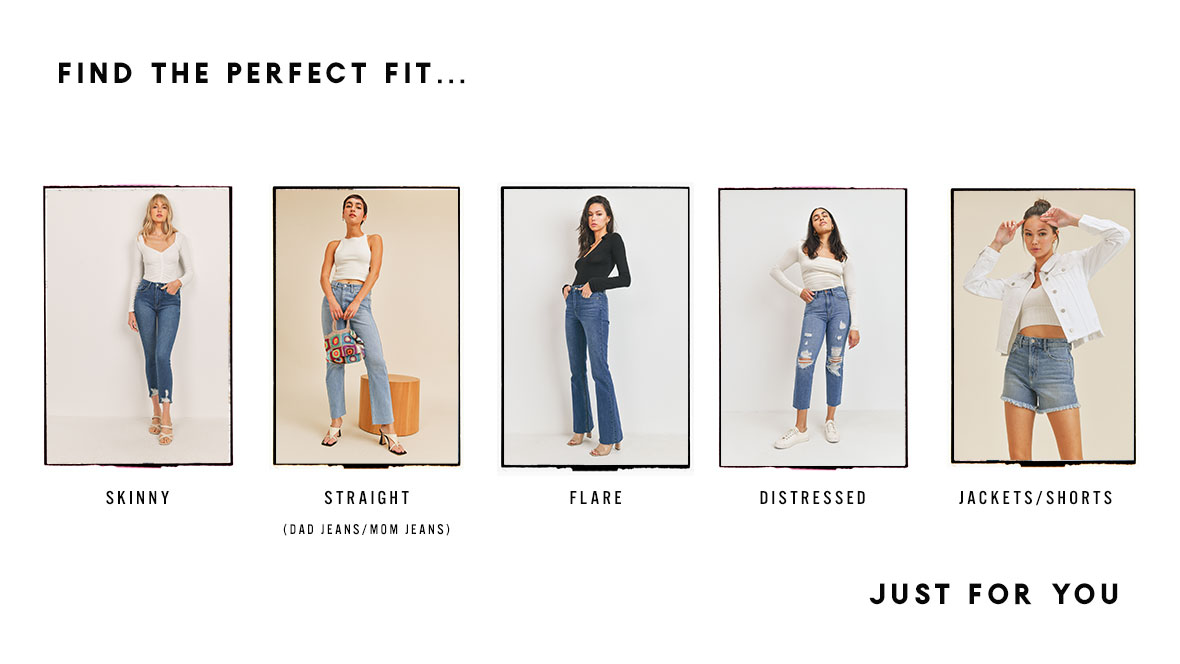 FIND THE PERFECT FIT...
SKINNY
STRAIGHT
(DAD JEANS/MOM JEANS)
FLARE
DISTRESSED
JACKETS/SHORTS
JUST FOR YOU